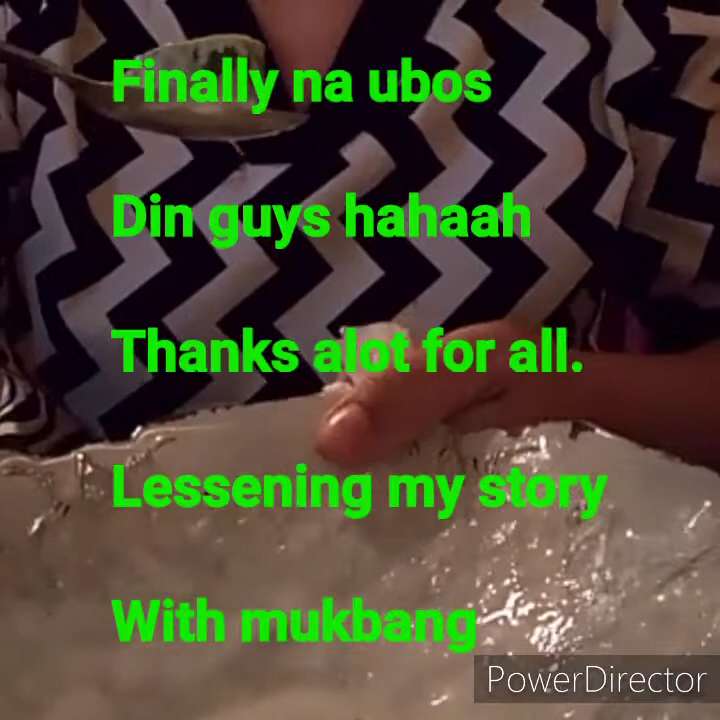 Finally na ubos
Din guys hahaah
Thanks alot for all.
Lessening my story
With mukbang
PowerDirector